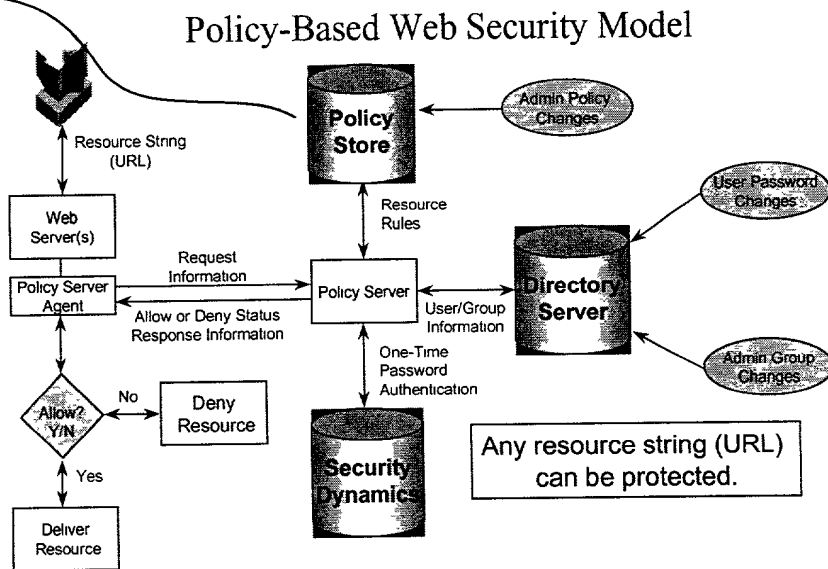 Policy-Based Web Security Model
Policy
Store
Admin Policy
Changes
Resource String
(URL)
User Password
Changes
Web
Server(s)
Resource
Rules
Request
Information
Policy Server
Agent
Policy Server
Directory
Server
Allow or Deny Status
Response Information
User/Group
Information
One-Time
Password
Authentication
Admin Group
Changes
Allow?
Y/N
No
Deny
Resource
Yes
Security
Dynamics
Any resource string (URL)
can be protected.
Deliver
Resource